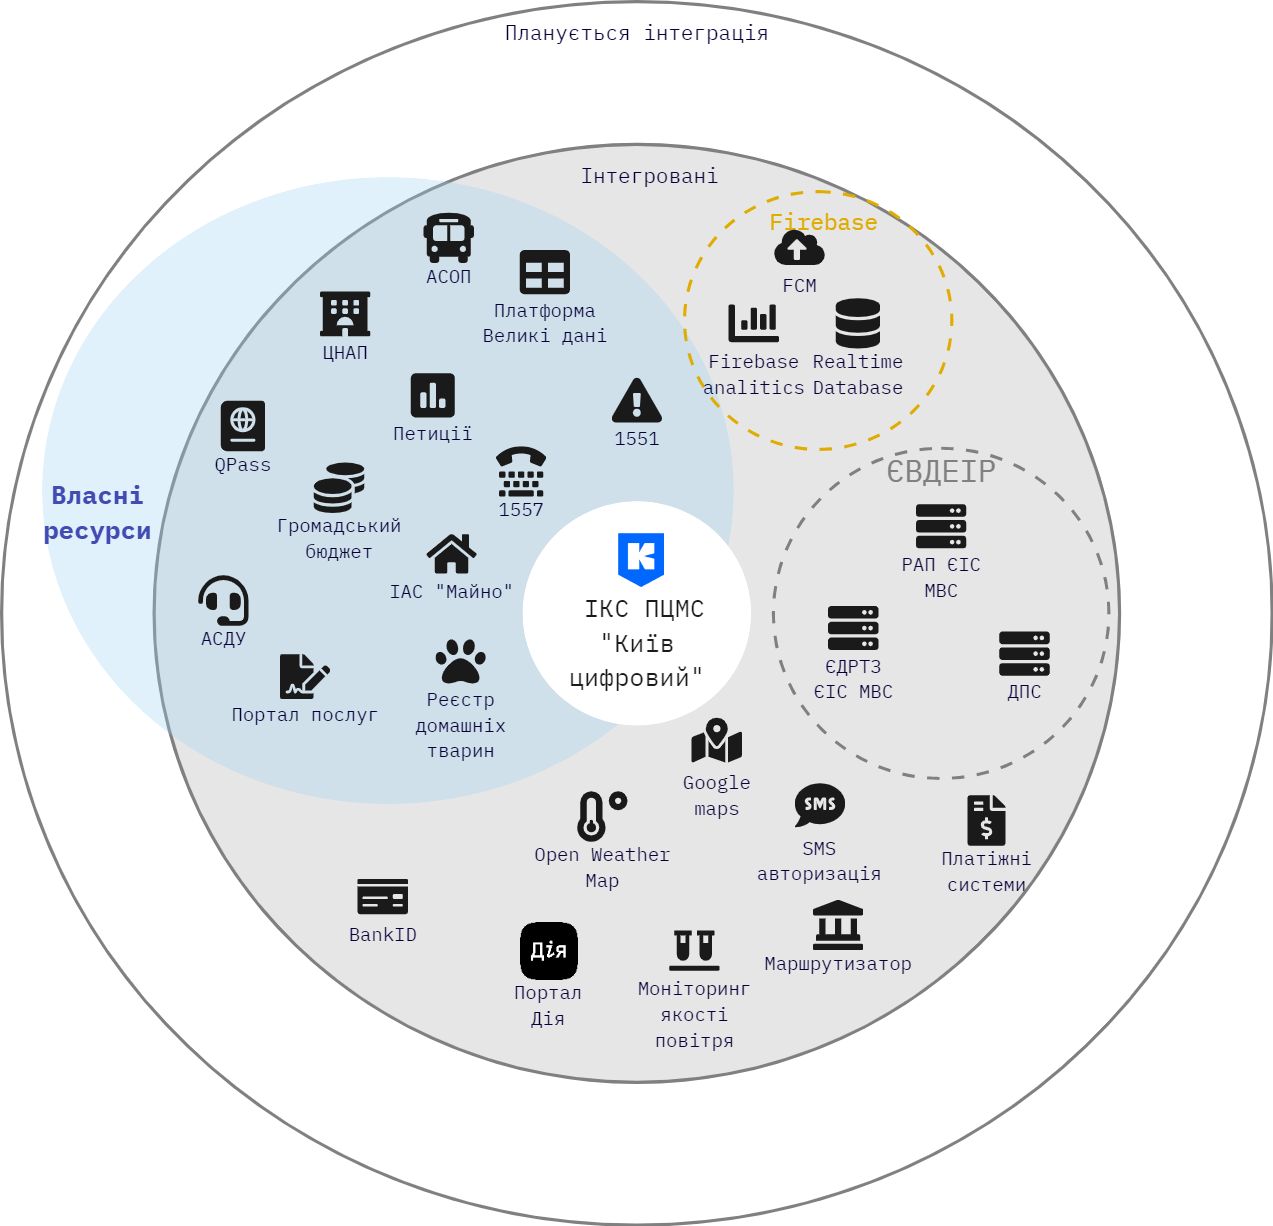 Планується інтеграція
Інтегровані
Firebase
FCM
Firebase
analitics
Realtime
Database
АСОП
Платформа
Великі дані
ЦНАП
Петиції
1551
QPass
1557
Громадський
бюджет
Власні
ресурси
ІАС "Майно"
АСДУ
Портал послуг
Реєстр
домашніх
тварин
ІКС ПЦМС
"Київ
цифровий"
ЄВДЕІР
РАП ЄІС
МВС
ЄДРТЗ
ЄІС МВС
ДПС
Google
maps
Open Weather
Map
SMS
SMS
авторизація
Платіжні
системи
BankID
Дія
Портал
Дія
Моніторинг
якості
повітря
Маршрутизатор